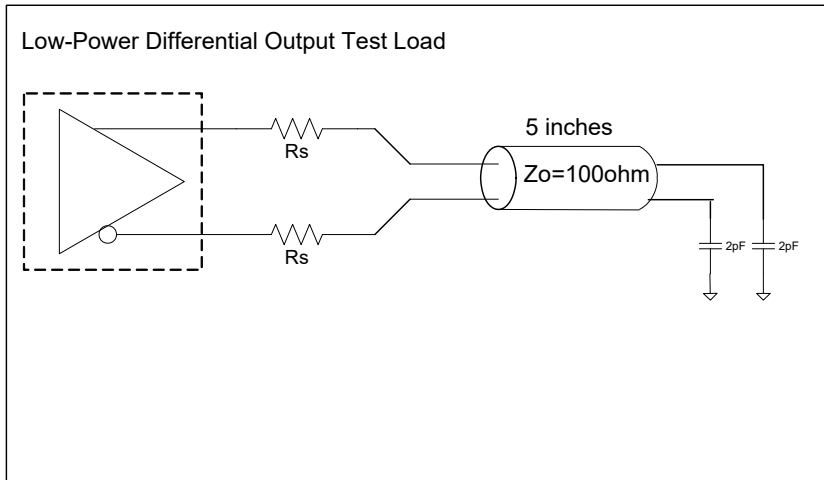 Low-Power Differential Output Test Load
Rs
5 inches
Zo=100ohm
Rs
2pF 2pF